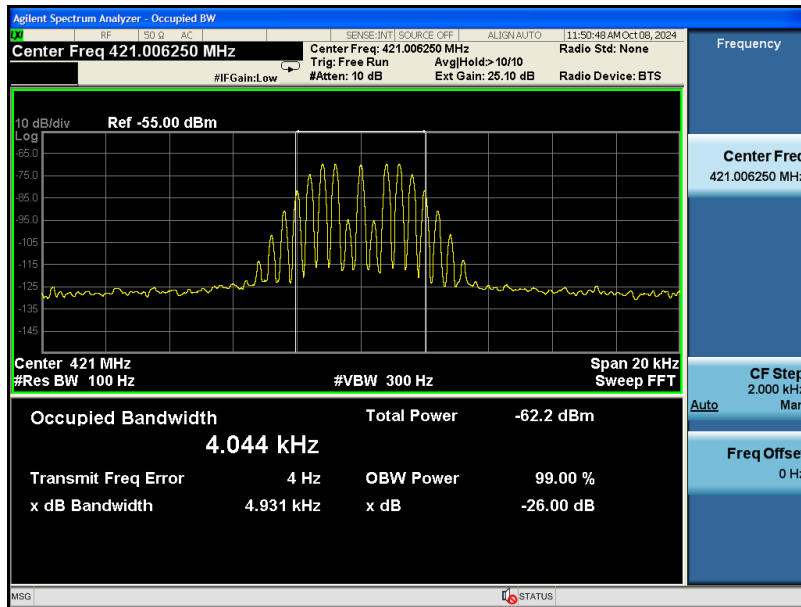 Agilent Spectrum Analyzer - Occupied BW
LXI RF 50 Ω AC SENSE:INT SOURCE OFF ALIGN AUTO 11:50:48 AM Oct 08, 2024
Center Freq 421.006250 MHz
Center Freq: 421.006250 MHz Radio Std: None
Trig: Free Run Avg|Hold:>10/10
#IFGain:Low #Atten: 10 dB Ext Gain: 25.10 dB Radio Device: BTS
10 dB/div Ref -55.00 dBm
Log
-65.0
-75.0
-85.0
-95.0
-105
-115
-125
-135
-145
Center 421 MHz Span 20 kHz
#Res BW 100 Hz #VBW 300 Hz Sweep FFT
Occupied Bandwidth Total Power -62.2 dBm
4.044 kHz
Transmit Freq Error 4 Hz OBW Power 99.00 %
x dB Bandwidth 4.931 kHz x dB -26.00 dB
MSG STATUS
Frequency
Center Freq
421.006250 MHz
CF Step
2.000 kHz
Auto Man
Freq Offset
0 Hz